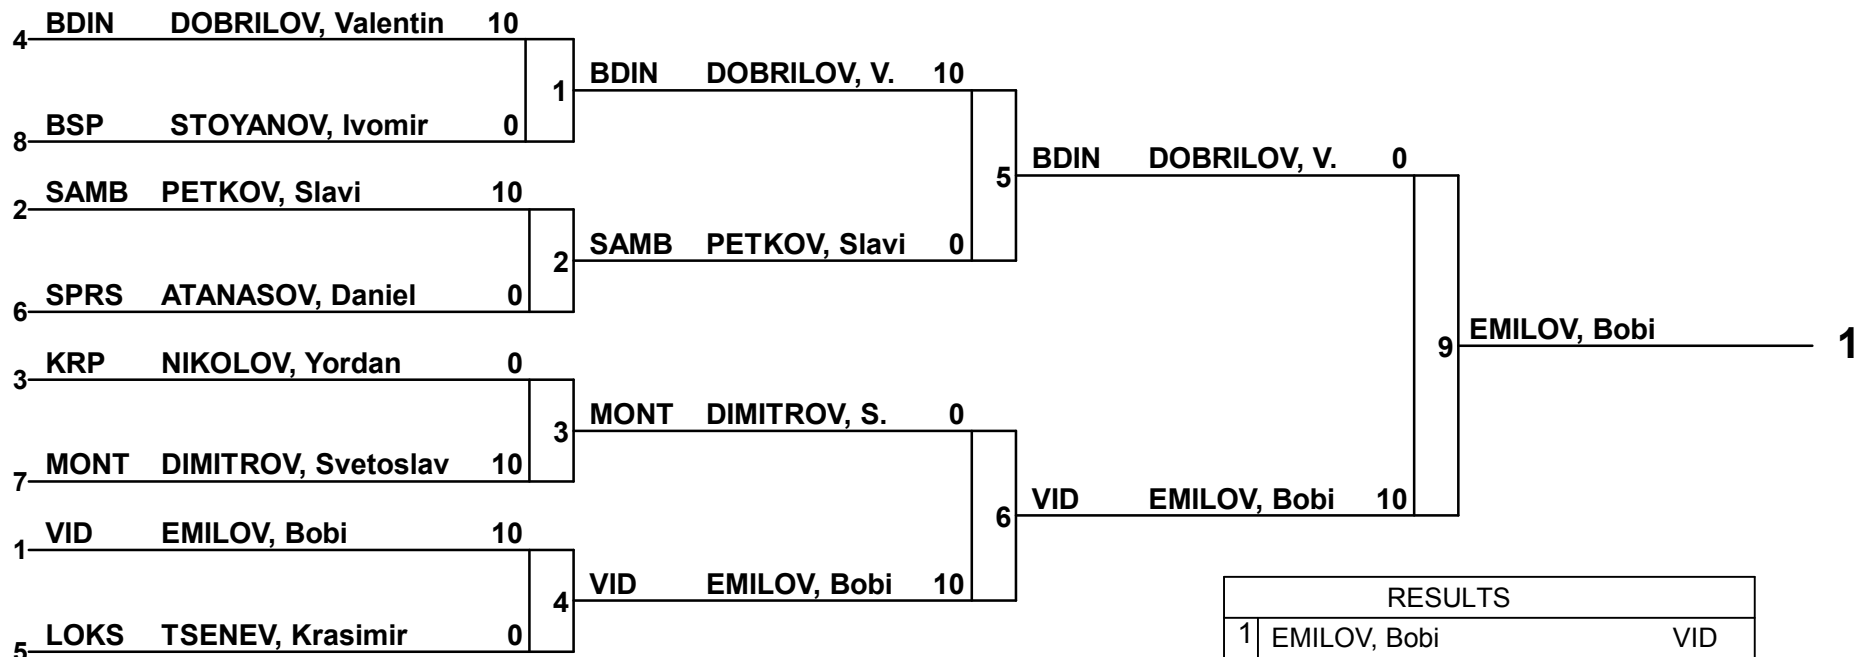 4 BDIN DOBRILOV, Valentin 10
1 BDIN DOBRILOV, V. 10
8 BSP STOYANOV, Ivomir 0
5 BDIN DOBRILOV, V. 0
2 SAMB PETKOV, Slavi 10
2 SAMB PETKOV, Slavi 0
6 SPRS ATANASOV, Daniel 0
9 EMILOV, Bobi 1
3 KRP NIKOLOV, Yordan 0
3 MONT DIMITROV, S. 0
7 MONT DIMITROV, Svetoslav 10
6 VID EMILOV, Bobi 10
1 VID EMILOV, Bobi 10
4 VID EMILOV, Bobi 10
5 LOKS TSENEV, Krasimir 0
RESULTS
1 EMILOV, Bobi VID